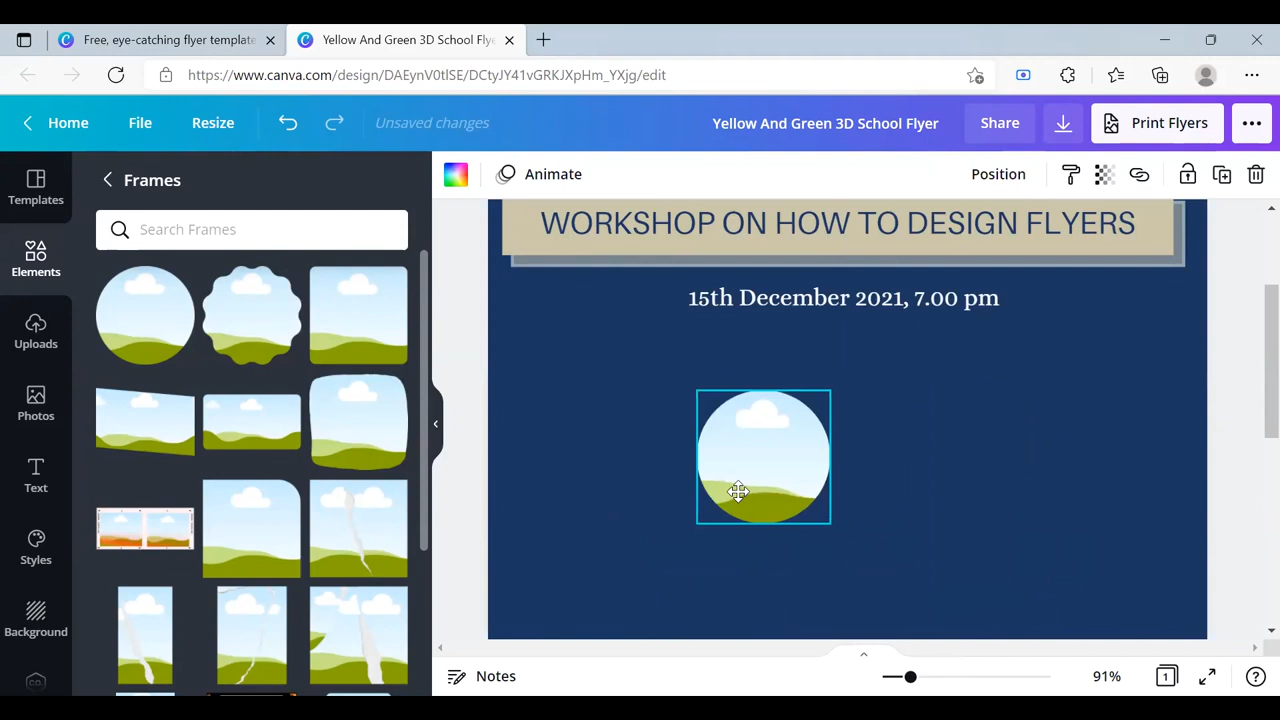 Free, eye-catching flyer template
Yellow And Green 3D School Flye
https://www.canva.com/design/DAEynV0tlSE/DCtyJY41vGRKJXpHm_YXjg/edit
Home
File
Resize
Unsaved changes
Yellow And Green 3D School Flyer
Share
Print Flyers
Templates
Elements
Uploads
Photos
Text
Styles
Background
Frames
Search Frames
Animate
Position
WORKSHOP ON HOW TO DESIGN FLYERS
15th December 2021, 7.00 pm
Notes
91%
1